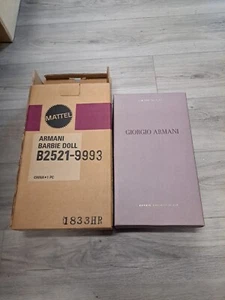 MATTEL
ARMANI
BARBIE DOLL
B2521-9993
1833HR
GIORGIO ARMANI